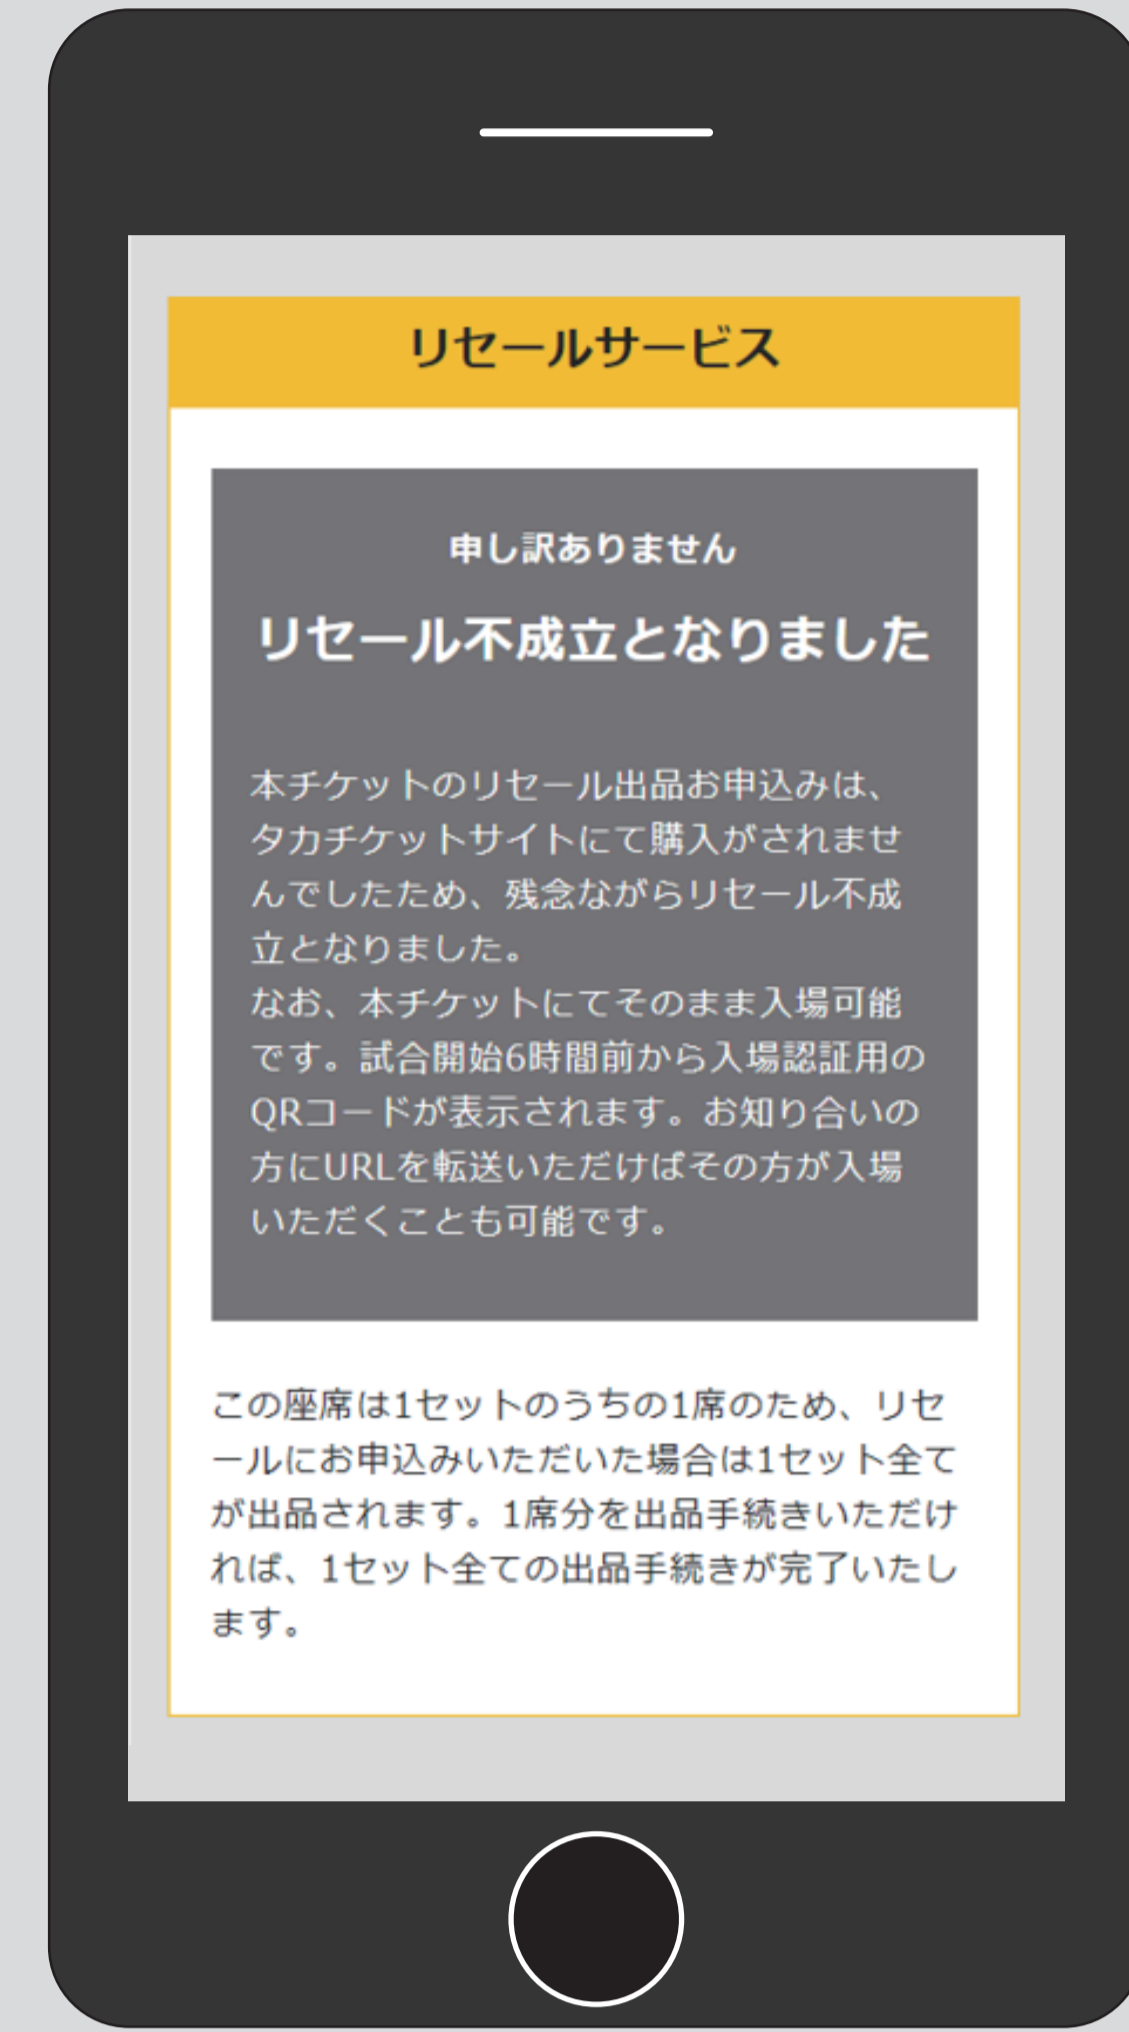 リセールサービス
申し訳ありません
リセール不成立となりました
本チケットのリセール出品お申込みは、
タカチケットサイトにて購入がされませ
んでしたため、残念ながらリセール不成
立となりました。
なお、本チケットにてそのまま入場可能
です。試合開始6時間前から入場認証用の
QRコードが表示されます。お知り合いの
方にURLを転送いただければその方が入場
いただくことも可能です。
この座席は1セットのうちの1席のため、リセ
ールにお申込みいただいた場合は1セット全て
が出品されます。1席分を出品手続きいただけ
れば、1セット全ての出品手続きが完了いたし
ます。